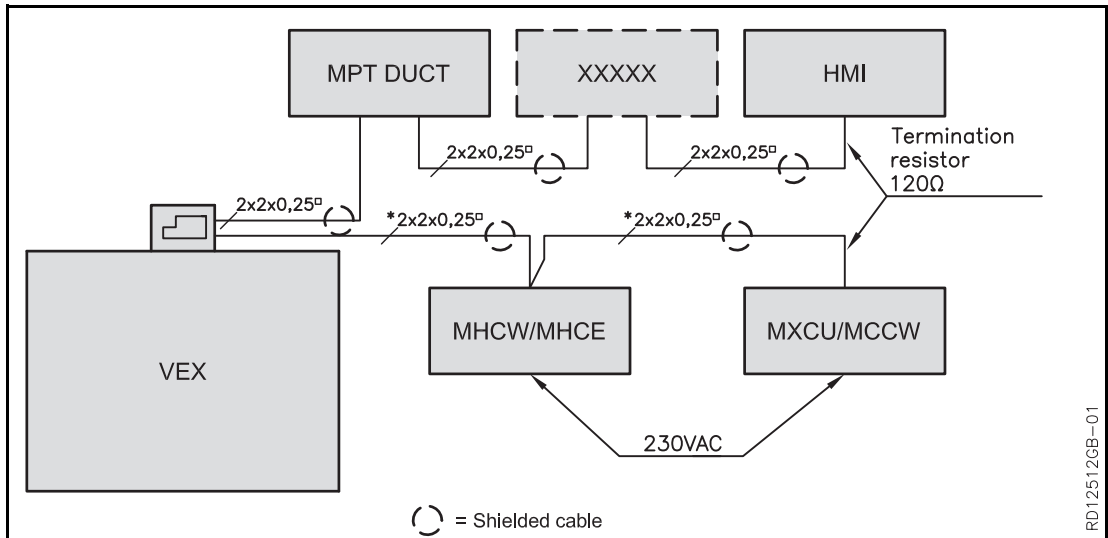 MPT DUCT
XXXXX
HMI
2x2x0,25▫
2x2x0,25▫
Termination
resistor
120Ω
2x2x0,25▫
*2x2x0,25▫
*2x2x0,25▫
MHCW/MHCE
MXCU/MCCW
VEX
230VAC
= Shielded cable
RD12512GB-01